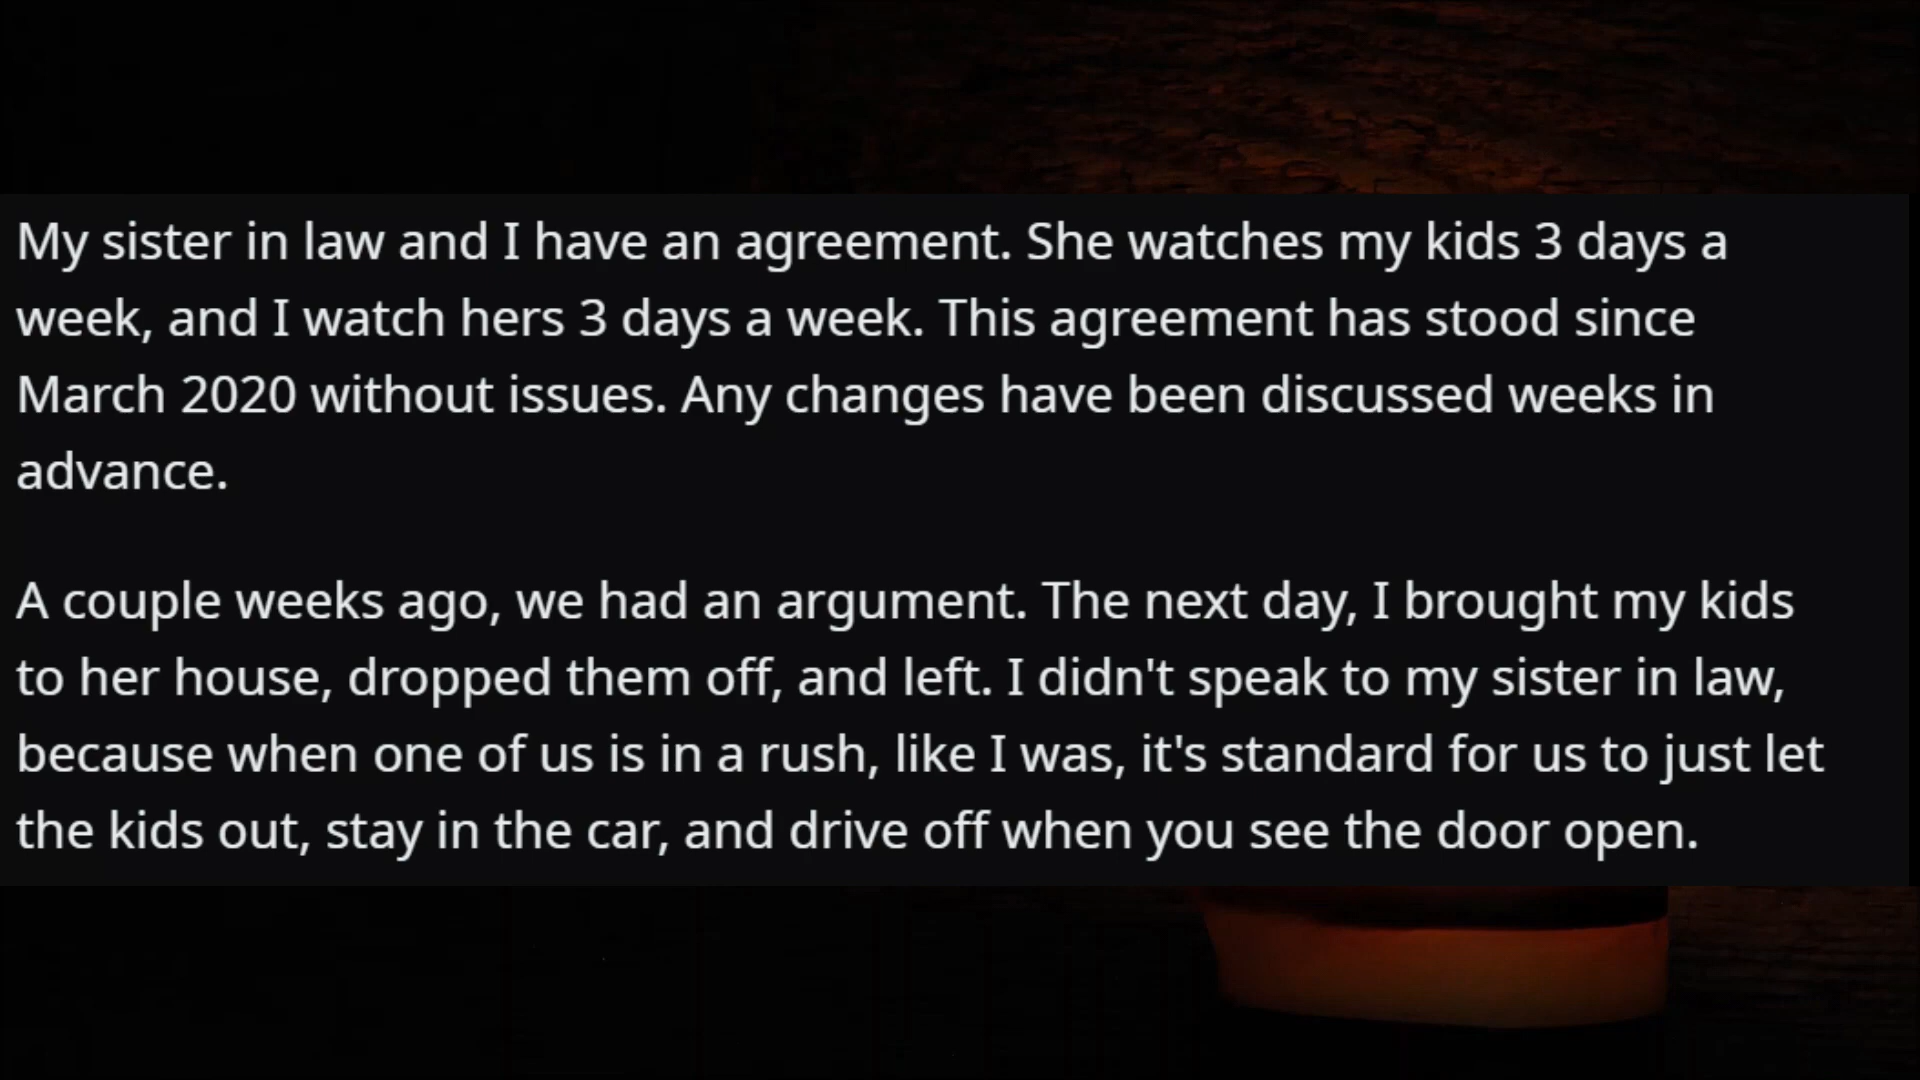 My sister in law and I have an agreement. She watches my kids 3 days a
week, and I watch hers 3 days a week. This agreement has stood since
March 2020 without issues. Any changes have been discussed weeks in
advance.
A couple weeks ago, we had an argument. The next day, I brought my kids
to her house, dropped them off, and left. I didn't speak to my sister in law,
because when one of us is in a rush, like I was, it's standard for us to just let
the kids out, stay in the car, and drive off when you see the door open.